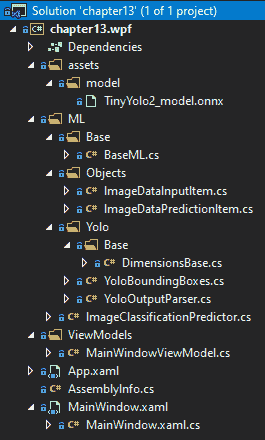 Solution 'chapter13' (1 of 1 project)
chapter13.wpf
Dependencies
assets
model
TinyYolo2_model.onnx
ML
Base
BaseML.cs
Objects
ImageDataInputItem.cs
ImageDataPredictionItem.cs
Yolo
Base
DimensionsBase.cs
YoloBoundingBoxes.cs
YoloOutputParser.cs
ImageClassificationPredictor.cs
ViewModels
MainWindowViewModel.cs
App.xaml
AssemblyInfo.cs
MainWindow.xaml
MainWindow.xaml.cs